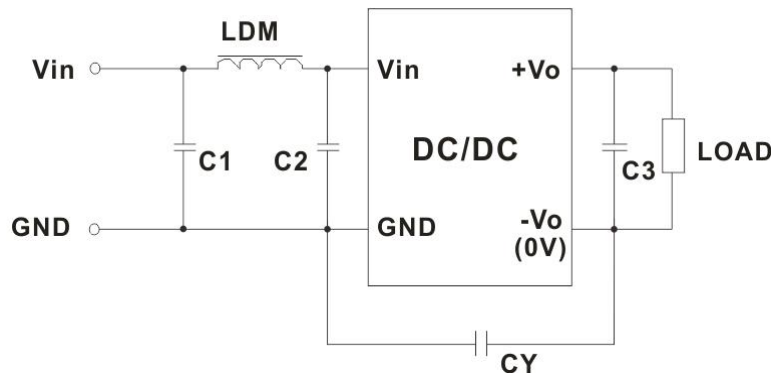 LDM
Vin
Vin
+Vo
C1
C2
DC/DC
C3
LOAD
GND
GND
-Vo
(0V)
CY